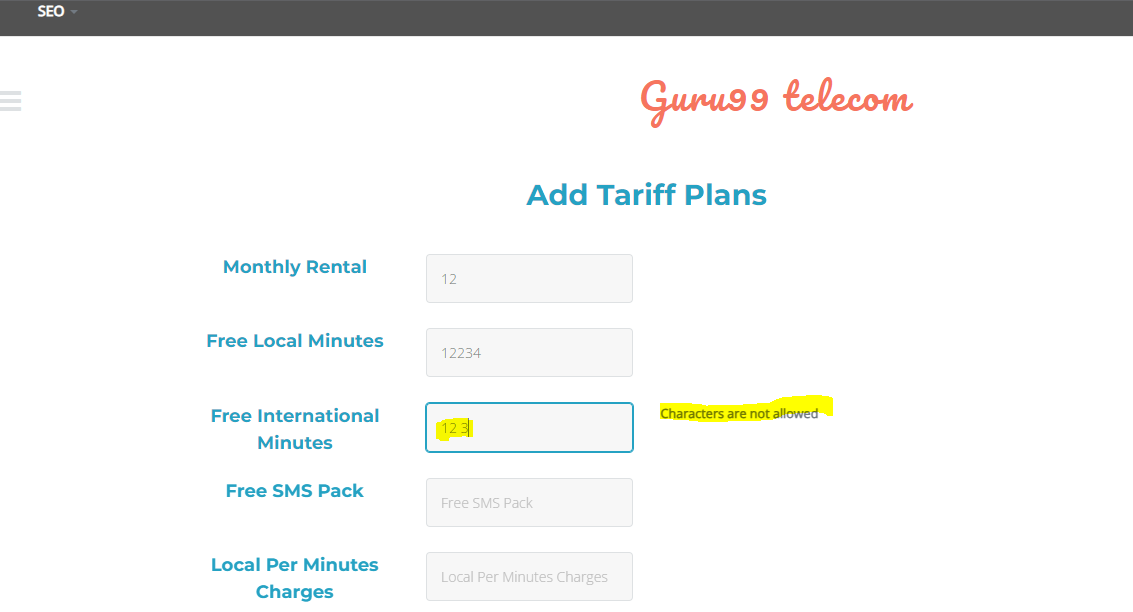 SEO
Guru99 telecom
Add Tariff Plans
Monthly Rental
12
Free Local Minutes
12234
Free International
Minutes
12 3
Characters are not allowed
Free SMS Pack
Free SMS Pack
Local Per Minutes
Charges
Local Per Minutes Charges